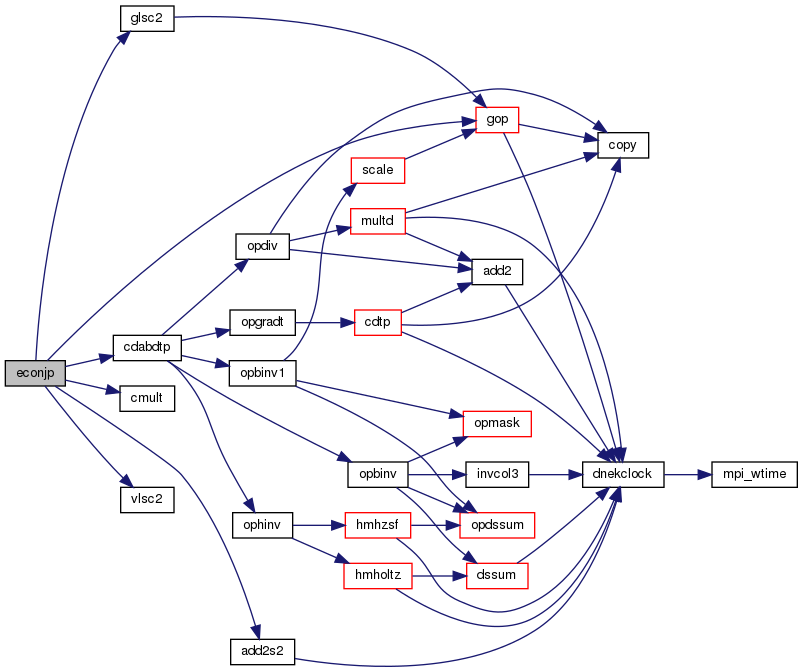 glsc2
gop
copy
scale
multd
opdiv
add2
opgradt
cdtp
cdabdtp
econjp
opbinv1
cmult
opmask
opbinv
invcol3
dnekclock
mpi_wtime
vlsc2
ophinv
hmhzsf
opdssum
hmholtz
dssum
add2s2